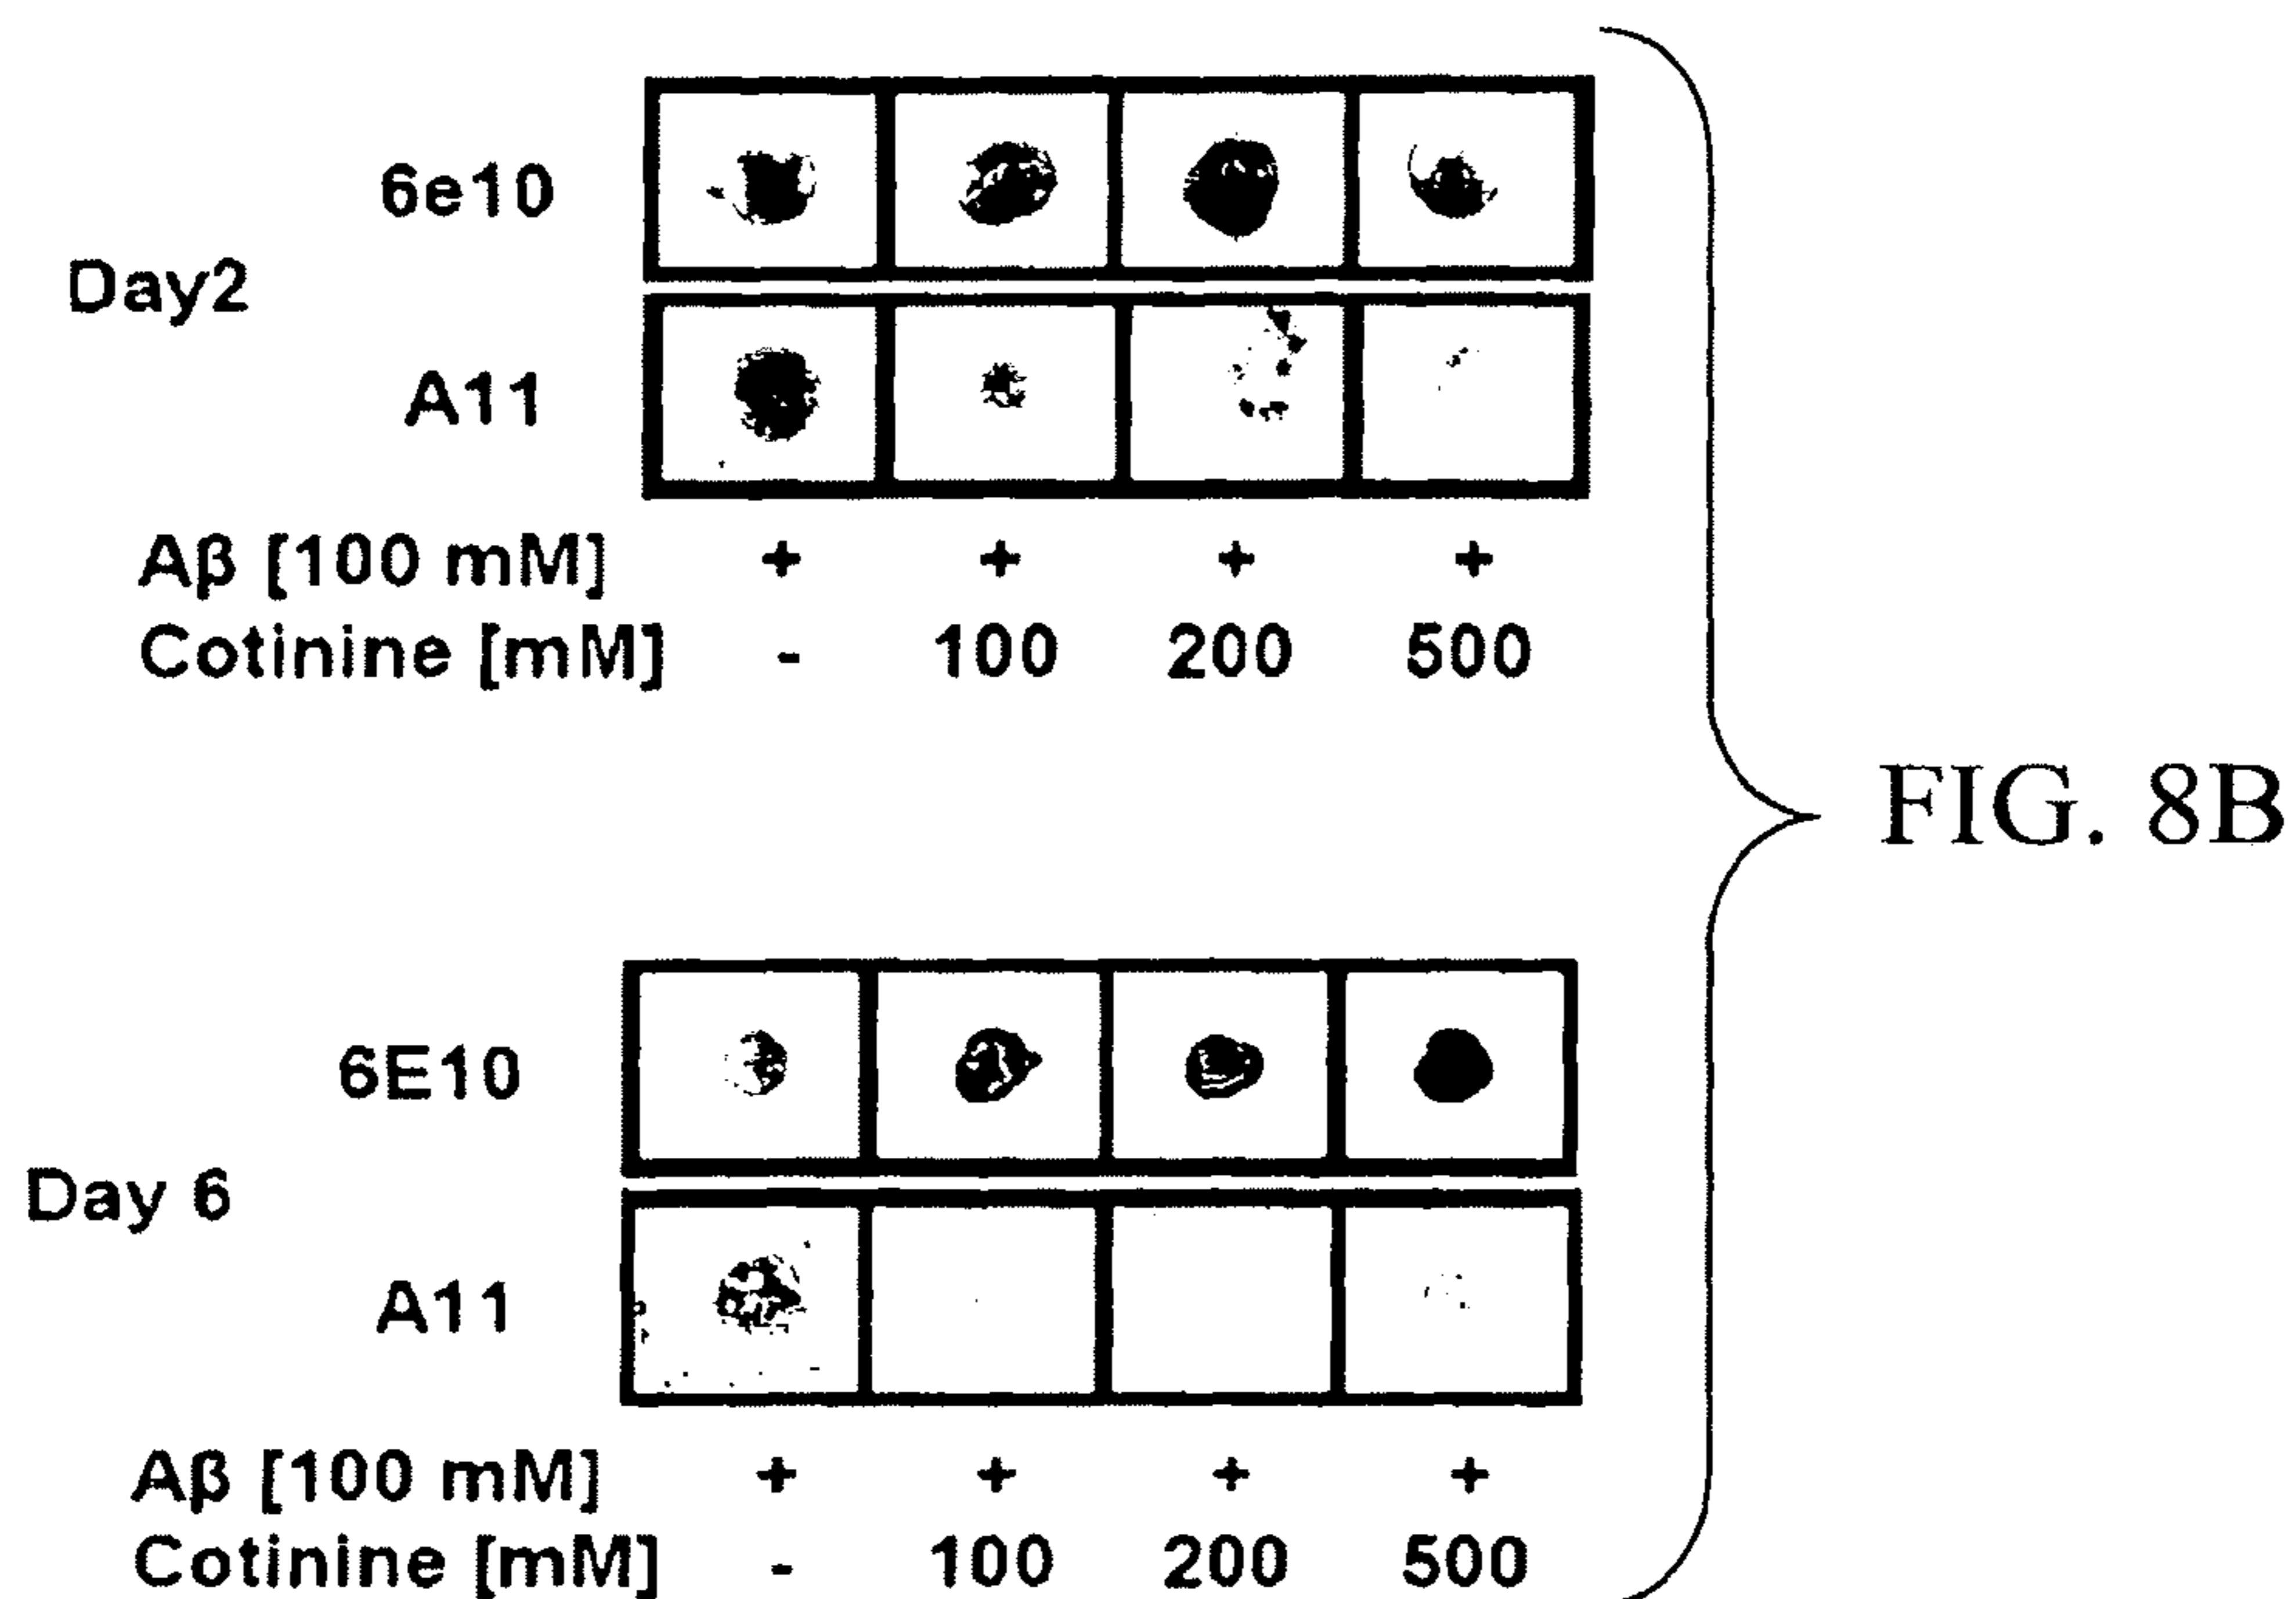 6e10
Day2
A11
Aβ [100 mM] + + + +
Cotinine [mM] - 100 200 500
FIG. 8B
6E10
Day 6
A11
Aβ [100 mM] + + + +
Cotinine [mM] - 100 200 500